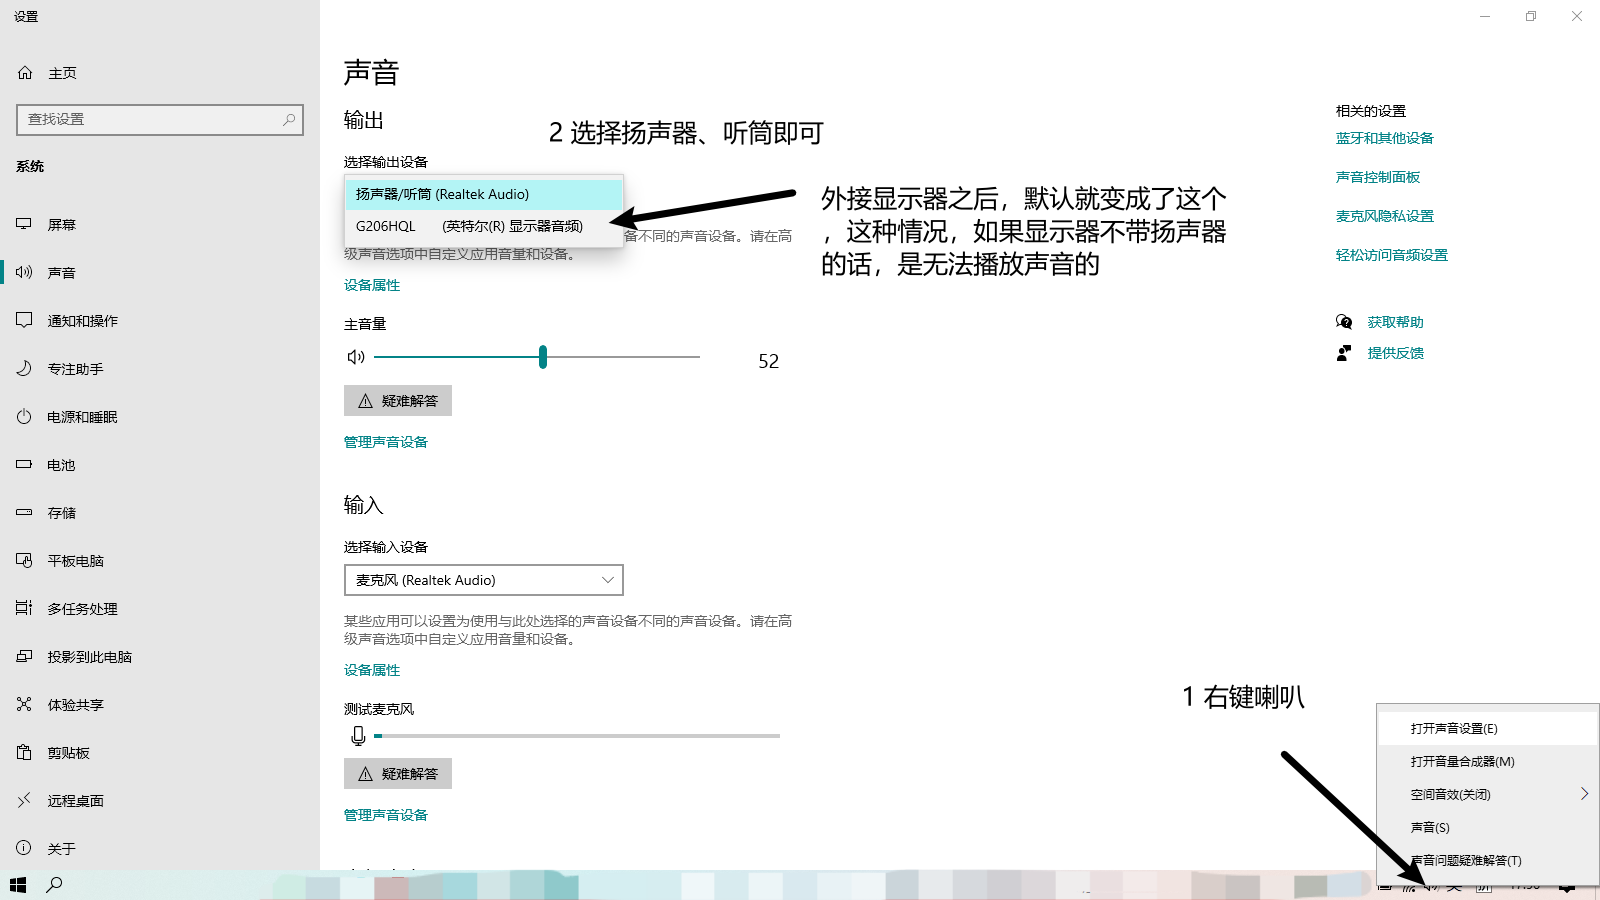 设置
主页
查找设置
系统
屏幕
声音
通知和操作
专注助手
电源和睡眠
电池
存储
平板电脑
多任务处理
投影到此电脑
体验共享
剪贴板
远程桌面
关于
声音
输出
2 选择扬声器、听筒即可
选择输出设备
扬声器/听筒 (Realtek Audio)
G206HQL (英特尔(R) 显示器音频)
备不同的声音设备。请在高
级声音选项中自定义应用音量和设备。
外接显示器之后，默认就变成了这个
，这种情况，如果显示器不带扬声器
的话，是无法播放声音的
设备属性
主音量
52
疑难解答
管理声音设备
输入
选择输入设备
麦克风 (Realtek Audio)
某些应用可以设置为使用与此处选择的声音设备不同的声音设备。请在高
级声音选项中自定义应用音量和设备。
设备属性
测试麦克风
疑难解答
管理声音设备
相关的设置
蓝牙和其他设备
声音控制面板
麦克风隐私设置
轻松访问音频设置
获取帮助
提供反馈
1 右键喇叭
打开声音设置(E)
打开音量合成器(M)
空间音效(关闭)
声音(S)
声音问题疑难解答(T)